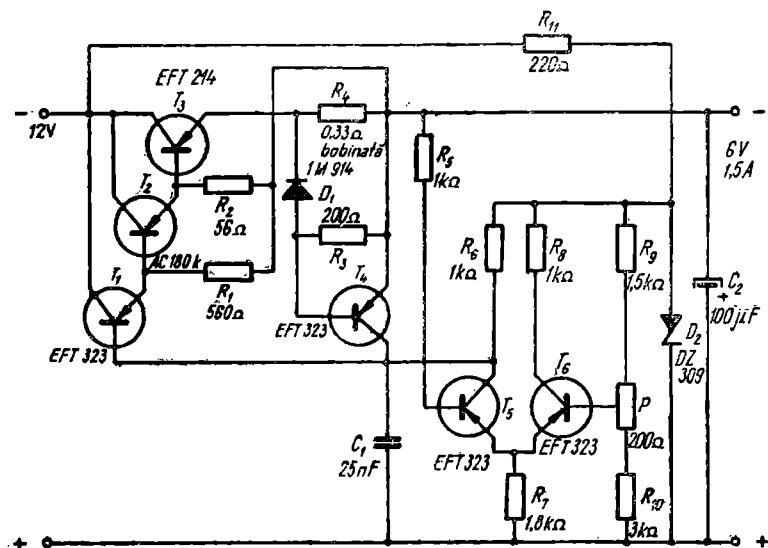 R11
220Ω
EFT 214
T3
R4
−
12V
0,33Ω
bobinată
−
6V
1,5A
1N 914
T2
R2
56Ω
D1
200Ω
R3
R5
1kΩ
R6
1kΩ
R8
1kΩ
R9
1,5kΩ
C2
+
100µF
AC180k
T1
R1
560Ω
T4
EFT 323
EFT 323
D2
DZ
309
T5
T6
P
200Ω
EFT 323
EFT 323
C1
25nF
R7
1,8kΩ
R10
3kΩ
+
+